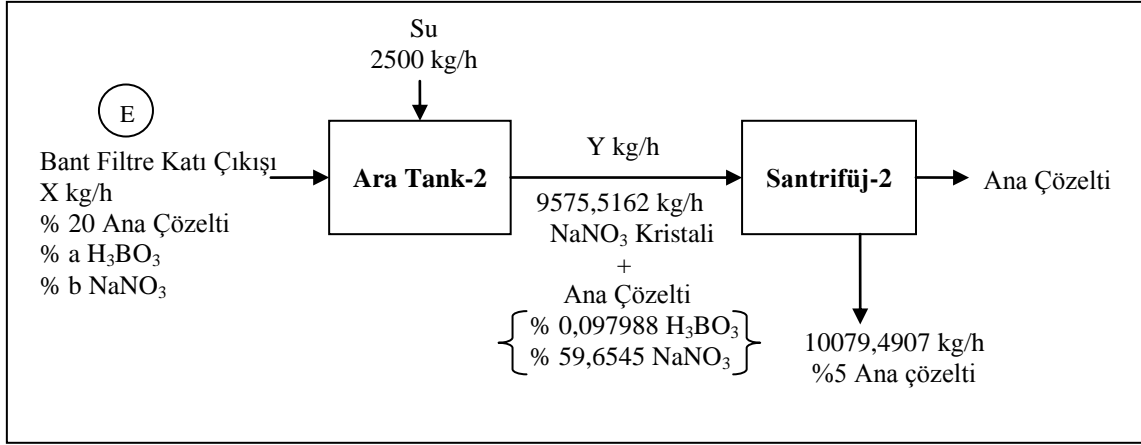 Su
2500 kg/h
E
Bant Filtre Katı Çıkışı
X kg/h
% 20 Ana Çözelti
% a H₃BO₃
% b NaNO₃
Ara Tank-2
Y kg/h
9575,5162 kg/h
NaNO₃ Kristali
+
Ana Çözelti
% 0,097988 H₃BO₃
% 59,6545 NaNO₃
Santrifüj-2
Ana Çözelti
10079,4907 kg/h
%5 Ana çözelti